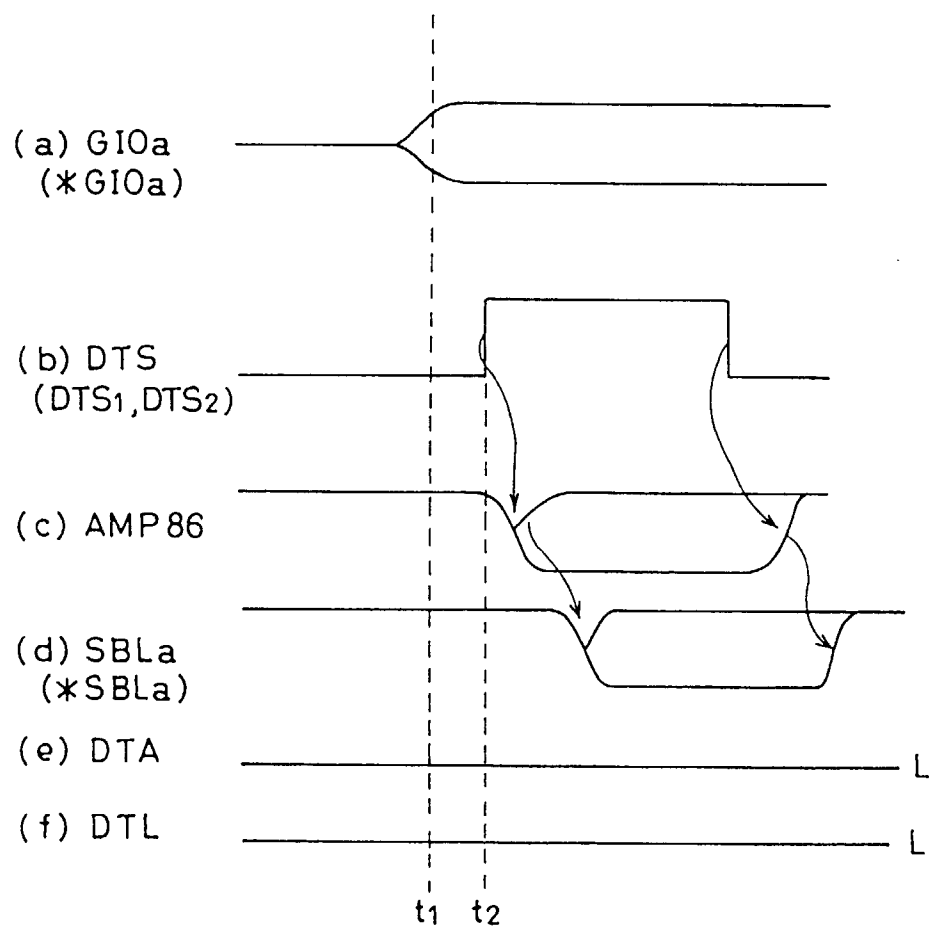 (a) GIOa
(*GIOa)
(b) DTS
(DTS1,DTS2)
(c) AMP86
(d) SBLa
(*SBLa)
(e) DTA
L
(f) DTL
L
t1 t2